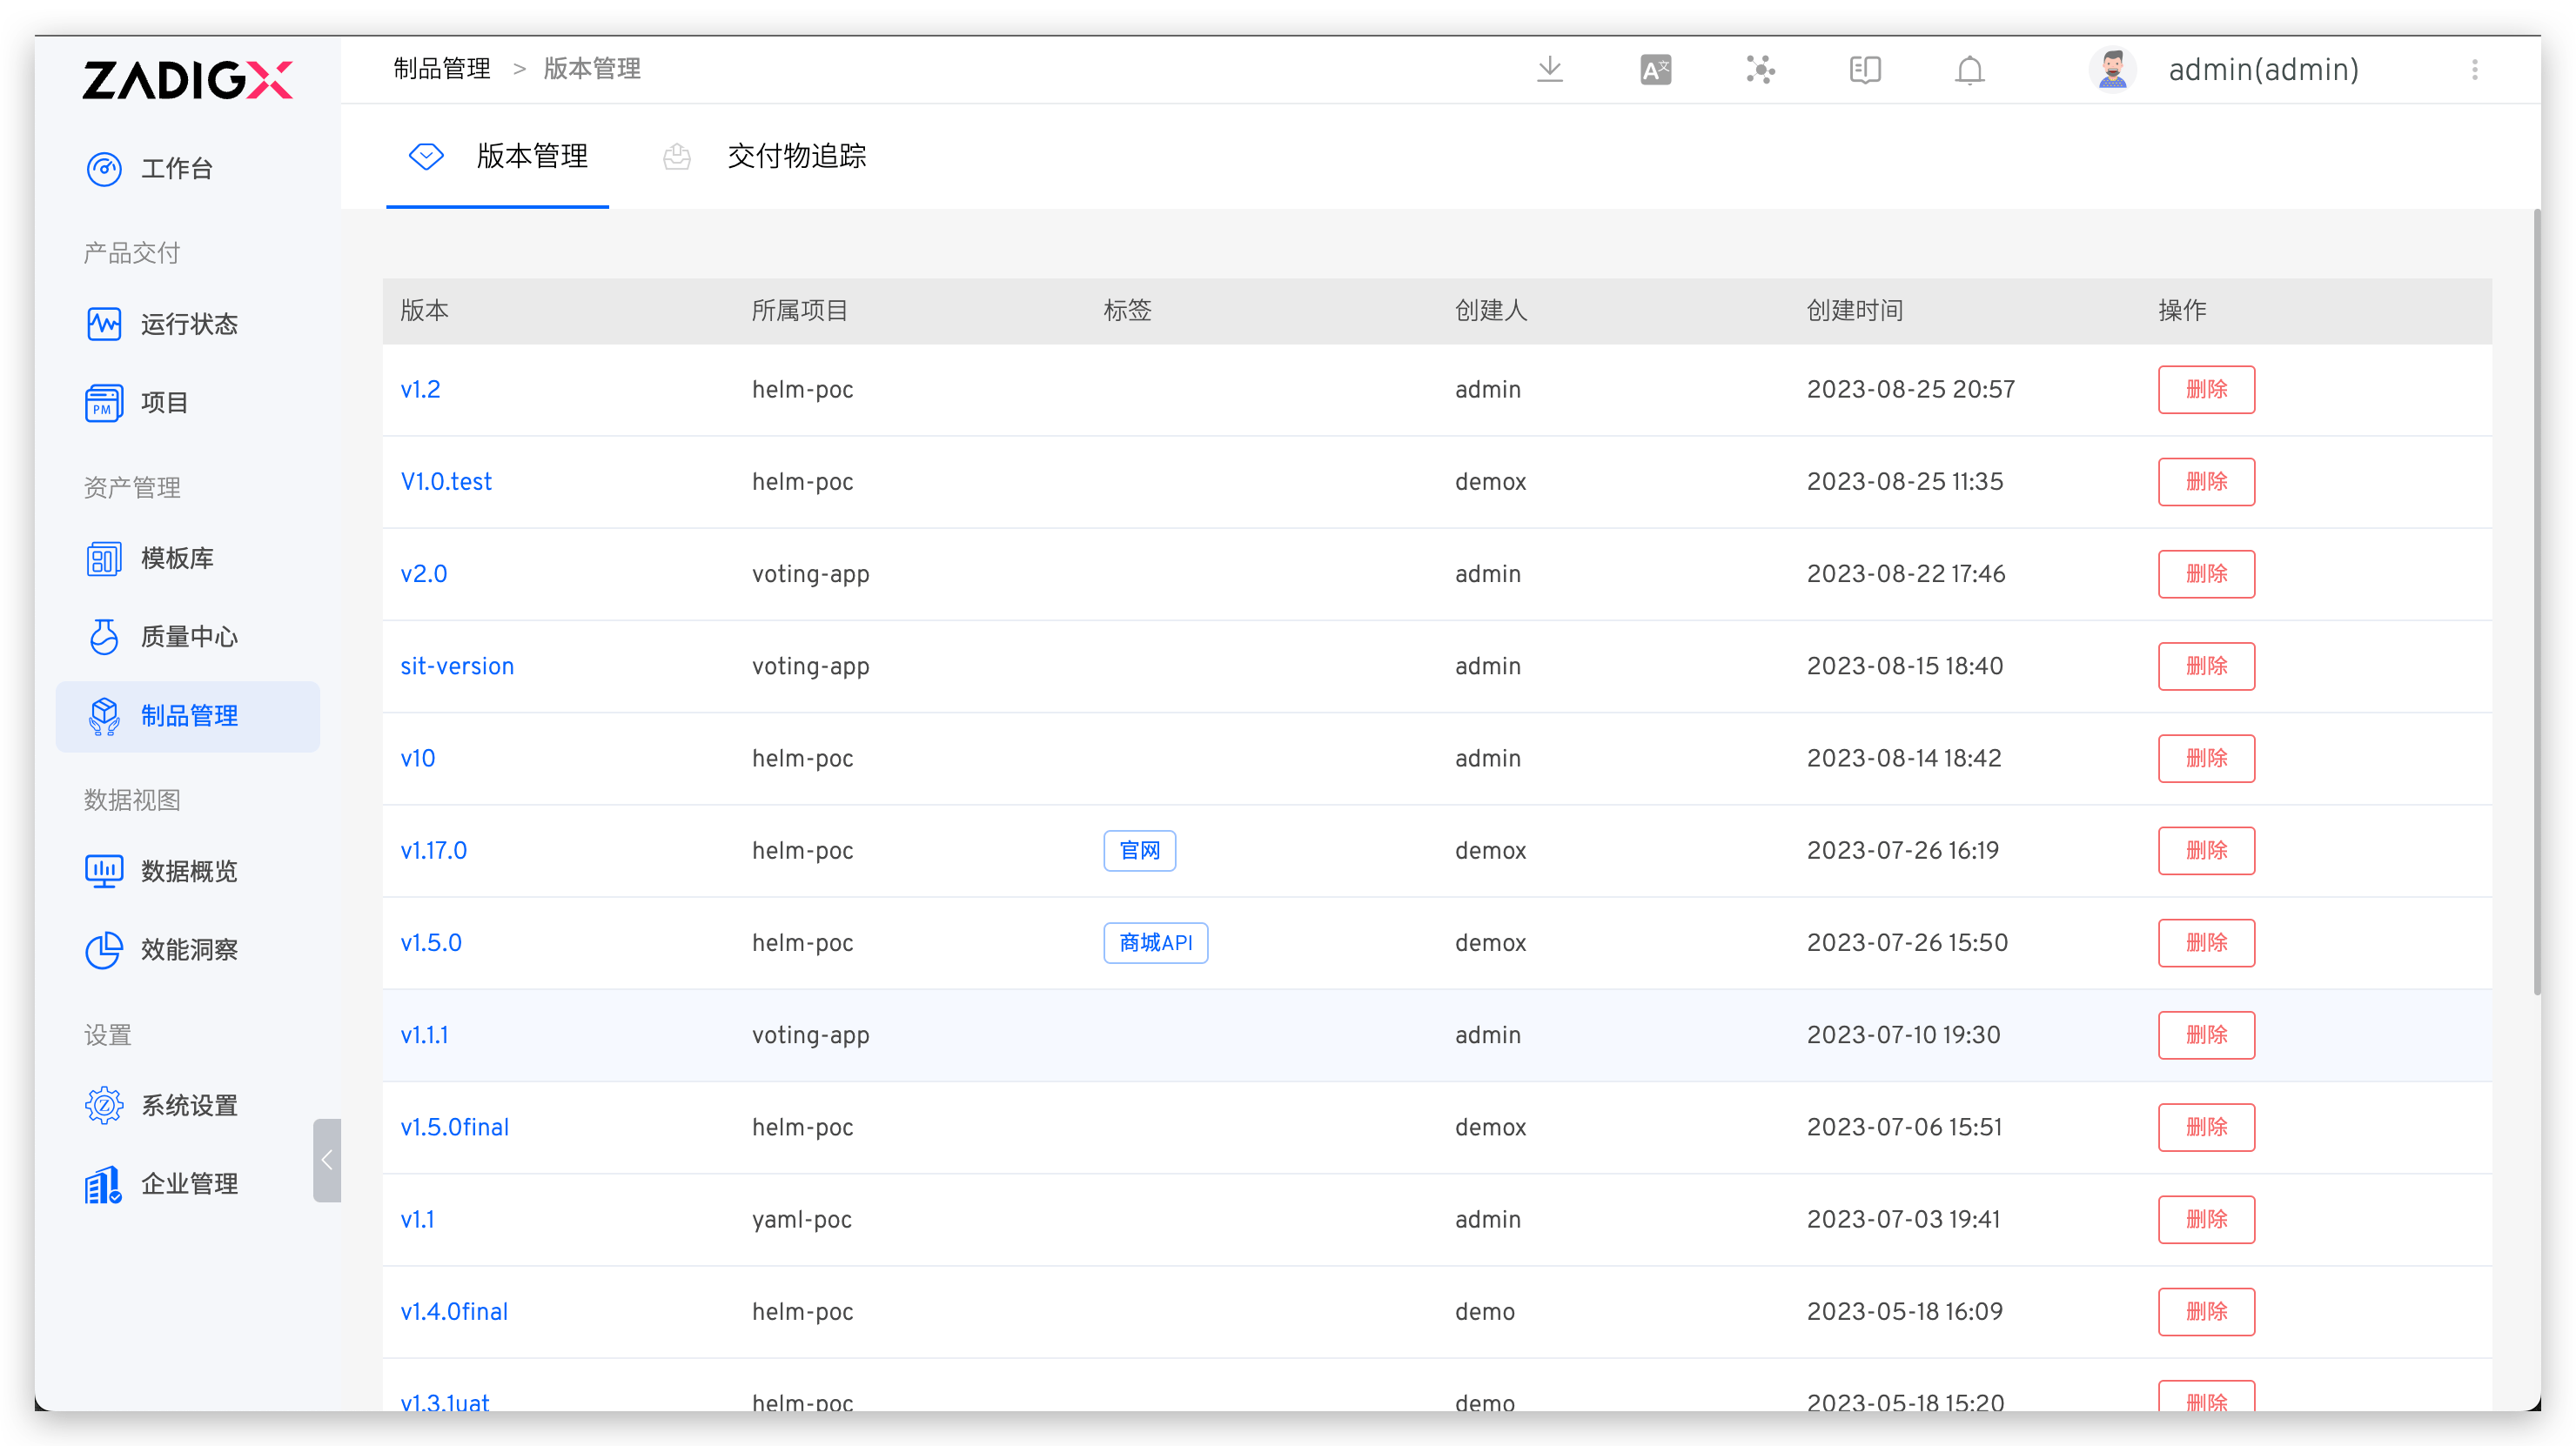 ZADIGX
制品管理 > 版本管理
admin(admin)
工作台
产品交付
运行状态
PM 项目
资产管理
模板库
质量中心
制品管理
数据视图
数据概览
效能洞察
设置
系统设置
企业管理
版本管理 交付物追踪
版本 所属项目 标签 创建人 创建时间 操作
v1.2 helm-poc admin 2023-08-25 20:57 删除
V1.0.test helm-poc demox 2023-08-25 11:35 删除
v2.0 voting-app admin 2023-08-22 17:46 删除
sit-version voting-app admin 2023-08-15 18:40 删除
v10 helm-poc admin 2023-08-14 18:42 删除
v1.17.0 helm-poc 官网 demox 2023-07-26 16:19 删除
v1.5.0 helm-poc 商城API demox 2023-07-26 15:50 删除
v1.1.1 voting-app admin 2023-07-10 19:30 删除
v1.5.0final helm-poc demox 2023-07-06 15:51 删除
v1.1 yaml-poc admin 2023-07-03 19:41 删除
v1.4.0final helm-poc demo 2023-05-18 16:09 删除
v1.3.1uat helm-poc demo 2023-05-18 15:20 删除